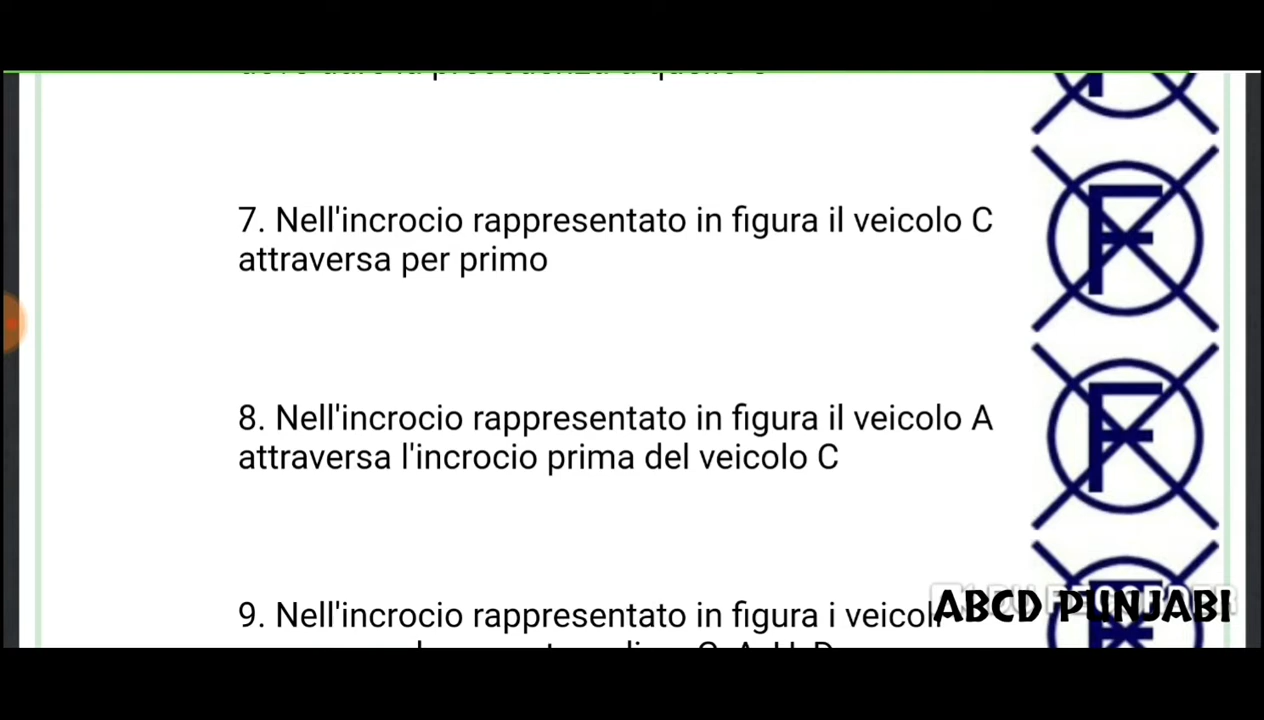 7. Nell'incrocio rappresentato in figura il veicolo C
attraversa per primo
F
8. Nell'incrocio rappresentato in figura il veicolo A
attraversa l'incrocio prima del veicolo C
F
9. Nell'incrocio rappresentato in figura i veicoli
ABCD PUNJABI